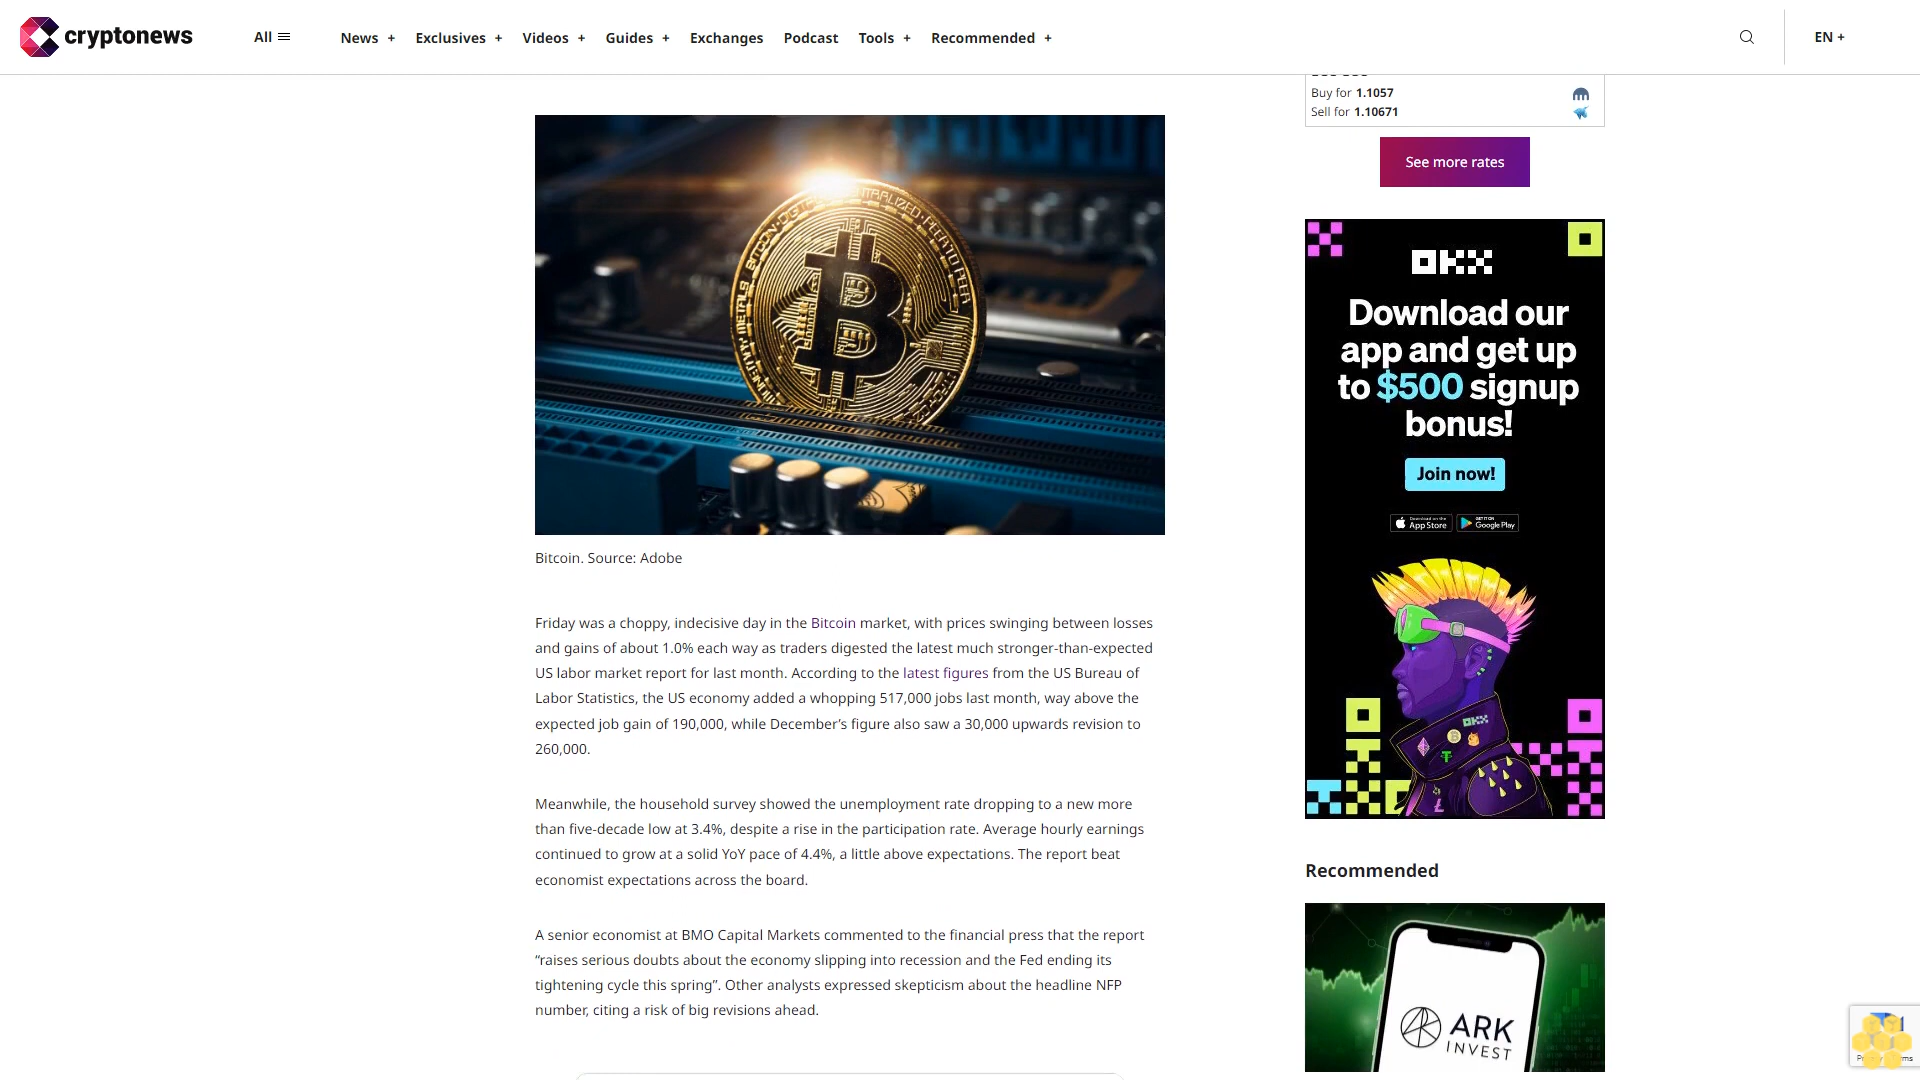 cryptonews
All
News +
Exclusives +
Videos +
Guides +
Exchanges
Podcast
Tools +
Recommended +
EN +
Buy for 1.1057
Sell for 1.10671
See more rates
BITCOIN
Bitcoin. Source: Adobe
Friday was a choppy, indecisive day in the Bitcoin market, with prices swinging between losses
and gains of about 1.0% each way as traders digested the latest much stronger-than-expected
US labor market report for last month. According to the latest figures from the US Bureau of
Labor Statistics, the US economy added a whopping 517,000 jobs last month, way above the
expected job gain of 190,000, while December’s figure also saw a 30,000 upwards revision to
260,000.
Meanwhile, the household survey showed the unemployment rate dropping to a new more
than five-decade low at 3.4%, despite a rise in the participation rate. Average hourly earnings
continued to grow at a solid YoY pace of 4.4%, a little above expectations. The report beat
economist expectations across the board.
A senior economist at BMO Capital Markets commented to the financial press that the report
“raises serious doubts about the economy slipping into recession and the Fed ending its
tightening cycle this spring”. Other analysts expressed skepticism about the headline NFP
number, citing a risk of big revisions ahead.
OKX
Download our
app and get up
to $500 signup
bonus!
Join now!
Download on the
App Store
GET IT ON
Google Play
OKX
Recommended
ARK
INVEST